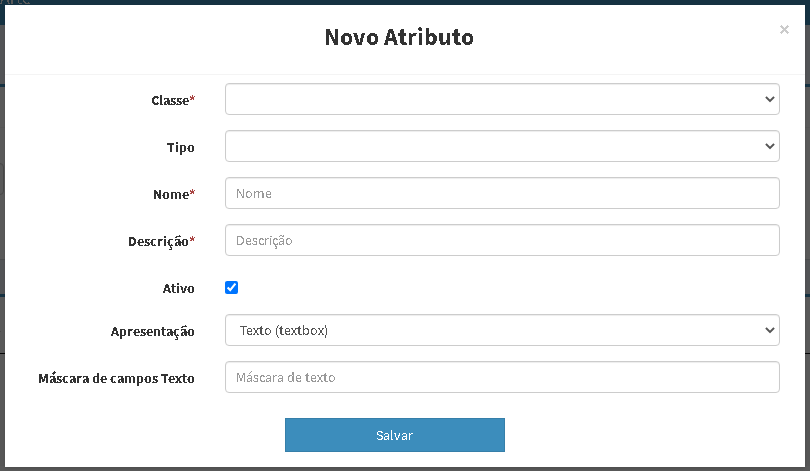 Novo Atributo
×
Classe*
Tipo
Nome*
Nome
Descrição*
Descrição
Ativo
Apresentação
Texto (textbox)
Máscara de campos Texto
Máscara de texto
Salvar